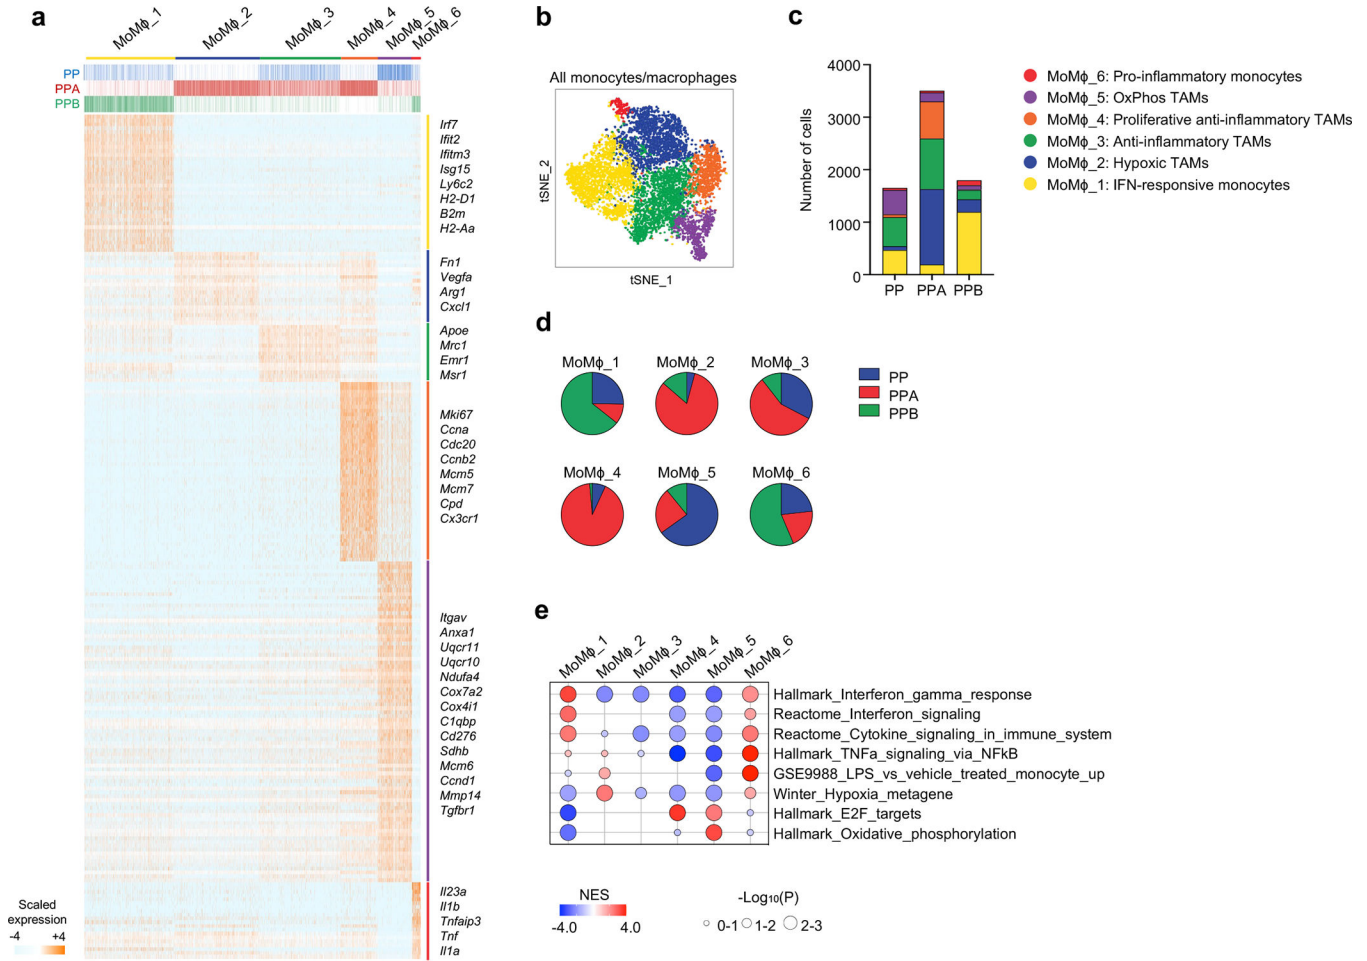 a
MoMϕ_1
MoMϕ_2
MoMϕ_3
MoMϕ_4
MoMϕ_5
MoMϕ_6
PP
PPA
PPB
Irf7
Ifit2
Ifitm3
Isg15
Ly6c2
H2-D1
B2m
H2-Aa
Fn1
Vegfa
Arg1
Cxcl1
Apoe
Mrc1
Emr1
Msr1
Mki67
Ccna
Cdc20
Ccnb2
Mcm5
Mcm7
Cpd
Cx3cr1
Itgav
Anxa1
Uqcr11
Uqcr10
Ndufa4
Cox7a2
Cox4i1
C1qbp
Cd276
Sdhb
Mcm6
Ccnd1
Mmp14
Tgfbr1
Il23a
Il1b
Tnfaip3
Tnf
Il1a
Scaled
expression
-4 +4
b
All monocytes/macrophages
tSNE_2
tSNE_1
c
Number of cells
4000
3000
2000
1000
0
PP PPA PPB
MoMϕ_6: Pro-inflammatory monocytes
MoMϕ_5: OxPhos TAMs
MoMϕ_4: Proliferative anti-inflammatory TAMs
MoMϕ_3: Anti-inflammatory TAMs
MoMϕ_2: Hypoxic TAMs
MoMϕ_1: IFN-responsive monocytes
d
MoMϕ_1 MoMϕ_2 MoMϕ_3
MoMϕ_4 MoMϕ_5 MoMϕ_6
PP
PPA
PPB
e
MoMϕ_1
MoMϕ_2
MoMϕ_3
MoMϕ_4
MoMϕ_5
MoMϕ_6
Hallmark_Interferon_gamma_response
Reactome_Interferon_signaling
Reactome_Cytokine_signaling_in_immune_system
Hallmark_TNFa_signaling_via_NFkB
GSE9988_LPS_vs_vehicle_treated_monocyte_up
Winter_Hypoxia_metagene
Hallmark_E2F_targets
Hallmark_Oxidative_phosphorylation
NES
-4.0 4.0
-Log₁₀(P)
0-1 1-2 2-3